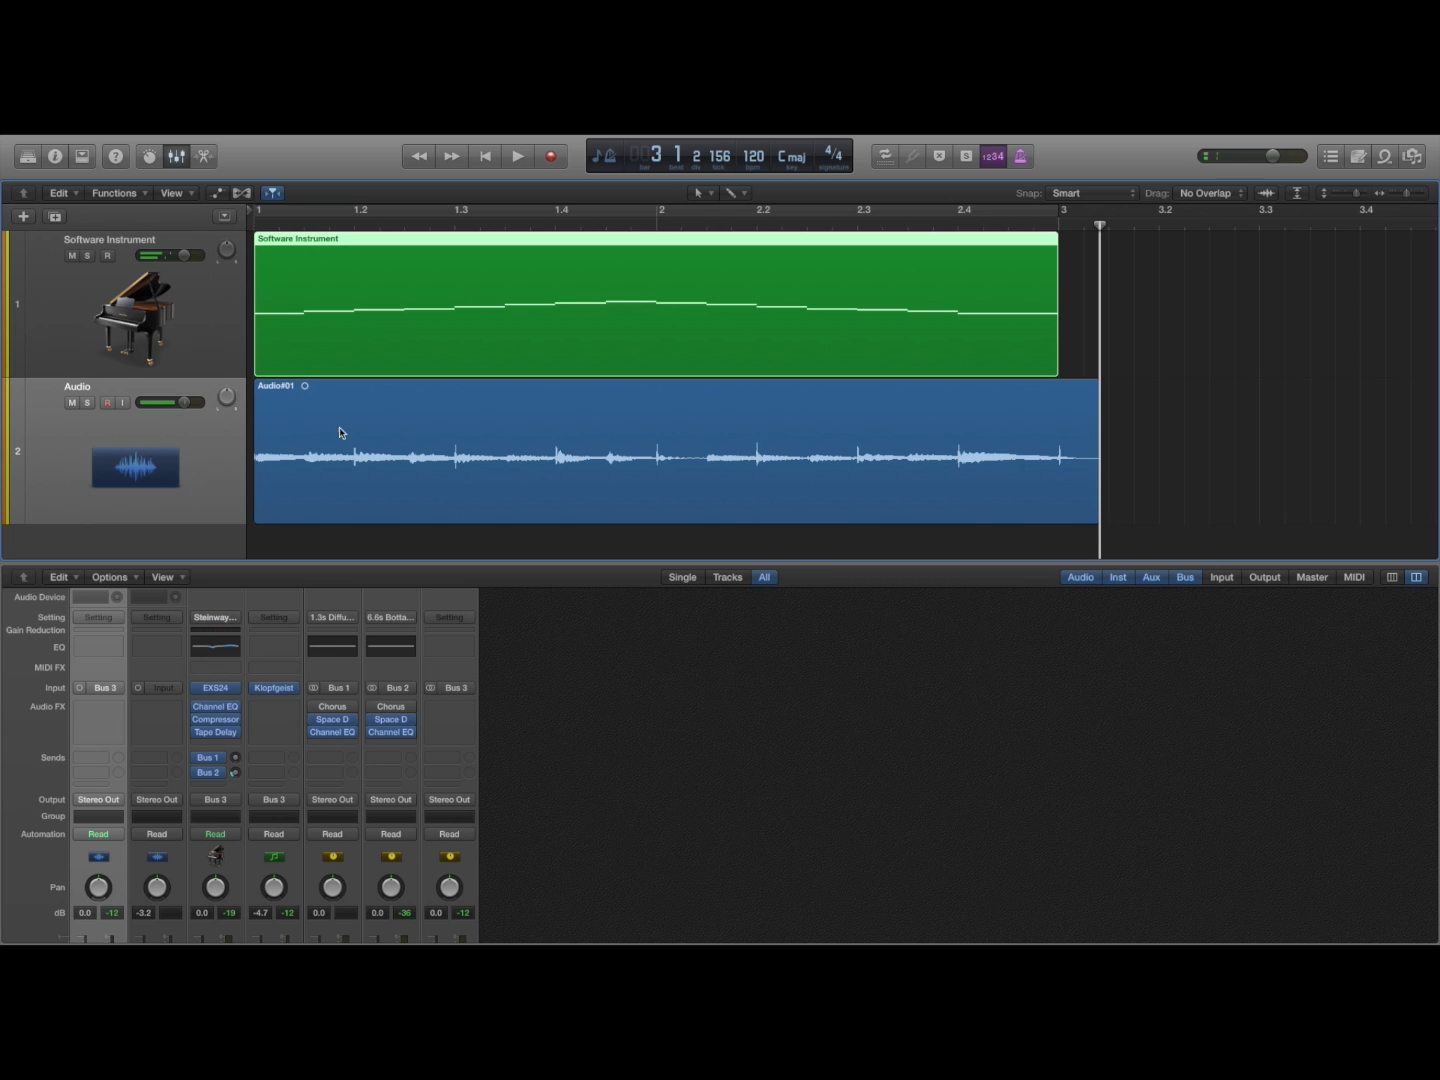 3 1 2 156 120 C maj 4/4
bar beat div tick bpm key signature
S 1234
Edit Functions View Snap: Smart Drag: No Overlap
1 1.2 1.3 1.4 2 2.2 2.3 2.4 3 3.2 3.3 3.4
Software Instrument
M S R
1
Software Instrument
Audio
M S R I
2
Audio#01
Edit Options View Single Tracks All Audio Inst Aux Bus Input Output Master MIDI
Audio Device
Setting Setting Setting Steinway... Setting 1.3s Diffu... 6.6s Botta... Setting
Gain Reduction
EQ
MIDI FX
Input Bus 3 Input EXS24 Klopfgeist Bus 1 Bus 2 Bus 3
Audio FX Channel EQ Chorus Chorus
Compressor Space D Space D
Tape Delay Channel EQ Channel EQ
Sends Bus 1
Bus 2
Output Stereo Out Stereo Out Bus 3 Bus 3 Stereo Out Stereo Out Stereo Out
Group
Automation Read Read Read Read Read Read Read
Pan
dB 0.0 -12 -3.2 0.0 -19 -4.7 -12 0.0 0.0 -36 0.0 -12